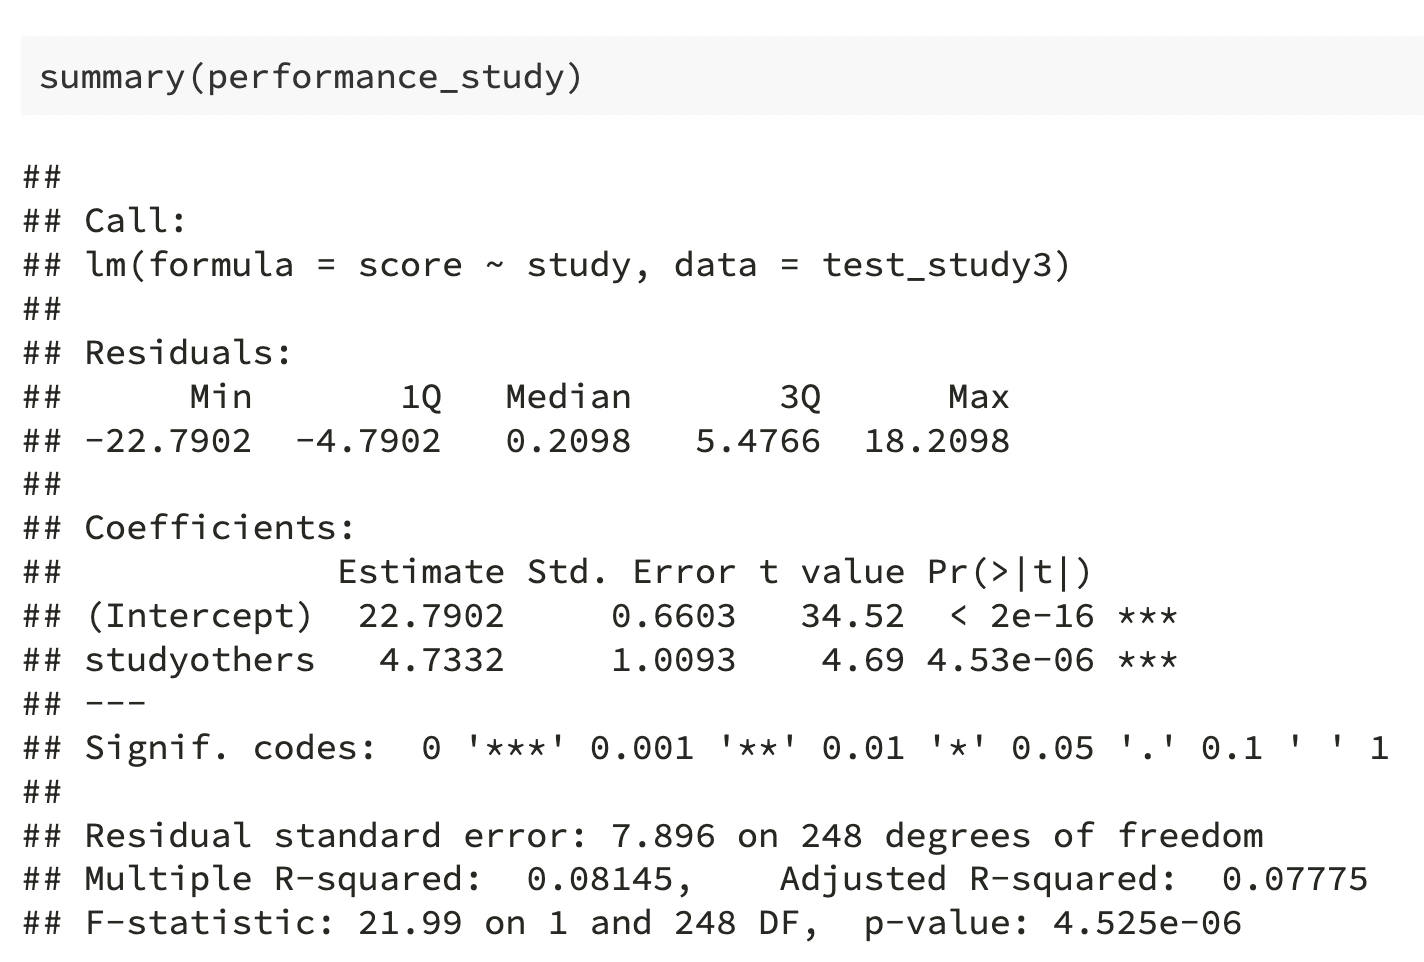 summary(performance_study)
##
## Call:
## lm(formula = score ~ study, data = test_study3)
##
## Residuals:
##      Min       1Q   Median       3Q      Max
## -22.7902  -4.7902   0.2098   5.4766  18.2098
##
## Coefficients:
##             Estimate Std. Error t value Pr(>|t|)
## (Intercept)  22.7902     0.6603   34.52  < 2e-16 ***
## studyothers   4.7332     1.0093    4.69 4.53e-06 ***
## ---
## Signif. codes:  0 '***' 0.001 '**' 0.01 '*' 0.05 '.' 0.1 ' ' 1
##
## Residual standard error: 7.896 on 248 degrees of freedom
## Multiple R-squared:  0.08145,    Adjusted R-squared:  0.07775
## F-statistic: 21.99 on 1 and 248 DF,  p-value: 4.525e-06